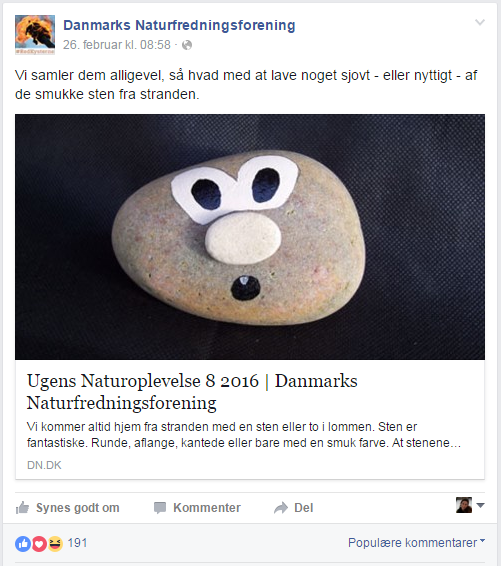 Danmarks Naturfredningsforening
26. februar kl. 08:58 ·
Vi samler dem alligevel, så hvad med at lave noget sjovt - eller nyttigt - af
de smukke sten fra stranden.
Ugens Naturoplevelse 8 2016 | Danmarks
Naturfredningsforening
Vi kommer altid hjem fra stranden med en sten eller to i lommen. Sten er
fantastiske. Runde, aflange, kantede eller bare med en smuk farve. At stenene…
DN.DK
Synes godt om Kommenter Del
191 Populære kommentarer